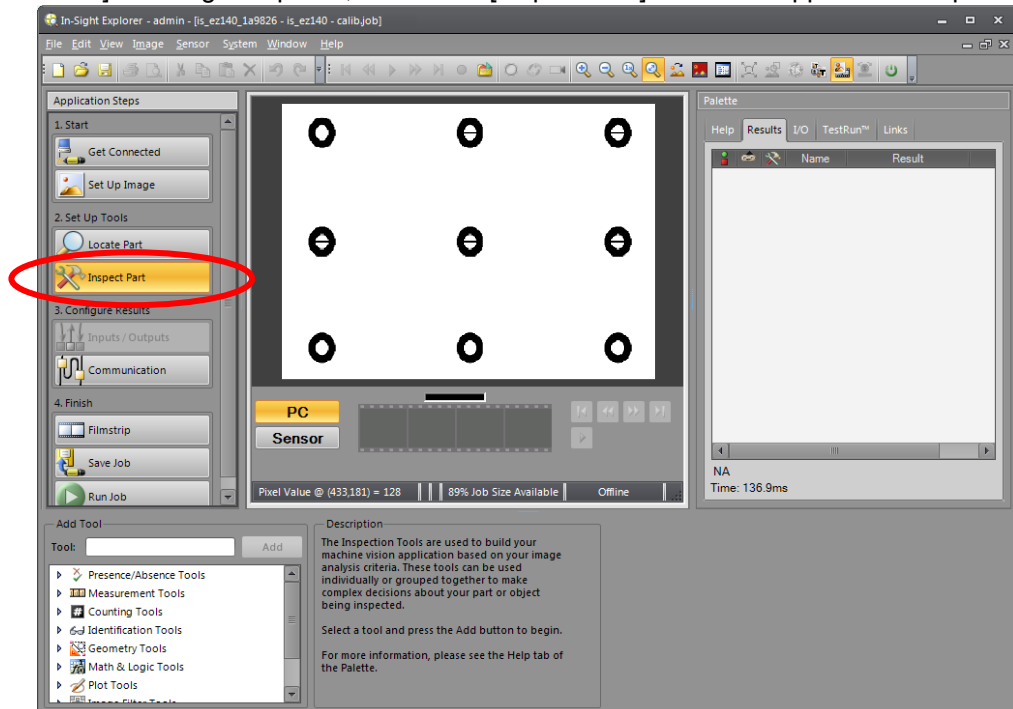 In-Sight Explorer - admin - [is_ez140_1a9826 - is_ez140 - calib.job]
File Edit View Image Sensor System Window Help
Application Steps
1. Start
Get Connected
Set Up Image
2. Set Up Tools
Locate Part
Inspect Part
3. Configure Results
Inputs / Outputs
Communication
4. Finish
Filmstrip
Save Job
Run Job
PC
Sensor
Pixel Value @ (433,181) = 128
89% Job Size Available
Offline
Palette
Help Results I/O TestRun™ Links
Name Result
NA
Time: 136.9ms
Add Tool
Tool:
Add
Presence/Absence Tools
Measurement Tools
Counting Tools
Identification Tools
Geometry Tools
Math & Logic Tools
Plot Tools
Description
The Inspection Tools are used to build your
machine vision application based on your image
analysis criteria. These tools can be used
individually or grouped together to make
complex decisions about your part or object
being inspected.
Select a tool and press the Add button to begin.
For more information, please see the Help tab of
the Palette.